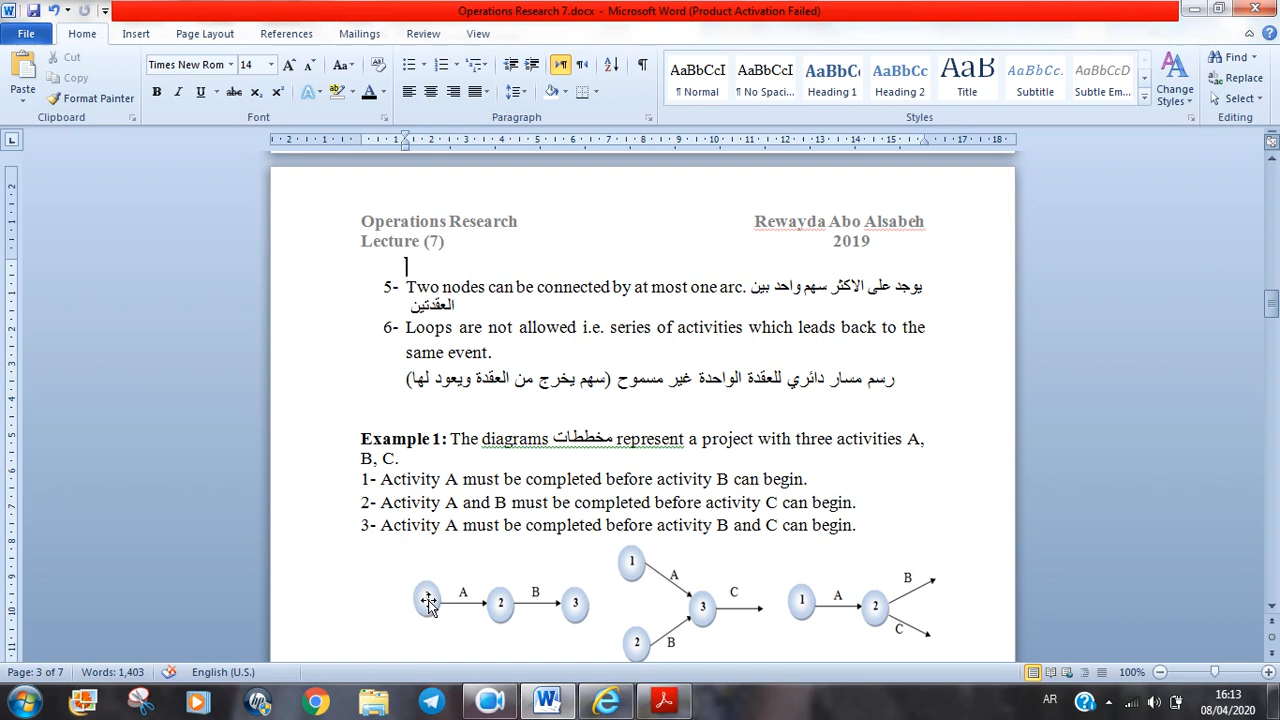 Operations Research 7.docx - Microsoft Word (Product Activation Failed)
File Home Insert Page Layout References Mailings Review View
Paste
Cut
Copy
Format Painter
Clipboard
Times New Rom 14
Font
Paragraph
AaBbCcI AaBbCcI AaBbCc AaBbCc AaB AaBbCc. AaBbCcD
¶ Normal ¶ No Spaci... Heading 1 Heading 2 Title Subtitle Subtle Em...
Change
Styles
Styles
Find
Replace
Select
Editing
Operations Research Rewayda Abo Alsabeh
Lecture (7) 2019
5- Two nodes can be connected by at most one arc. يوجد على الاكثر سهم واحد بين
العقدتين
6- Loops are not allowed i.e. series of activities which leads back to the
same event.
رسم مسار دائري للعقدة الواحدة غير مسموح (سهم يخرج من العقدة ويعود لها)
Example 1: The diagrams مخططات represent a project with three activities A,
B, C.
1- Activity A must be completed before activity B can begin.
2- Activity A and B must be completed before activity C can begin.
3- Activity A must be completed before activity B and C can begin.
A 2 B 3
1 A 3 C 2 B
1 A 2 B C
Page: 3 of 7 Words: 1,403 English (U.S.) 100%
AR 16:13
08/04/2020